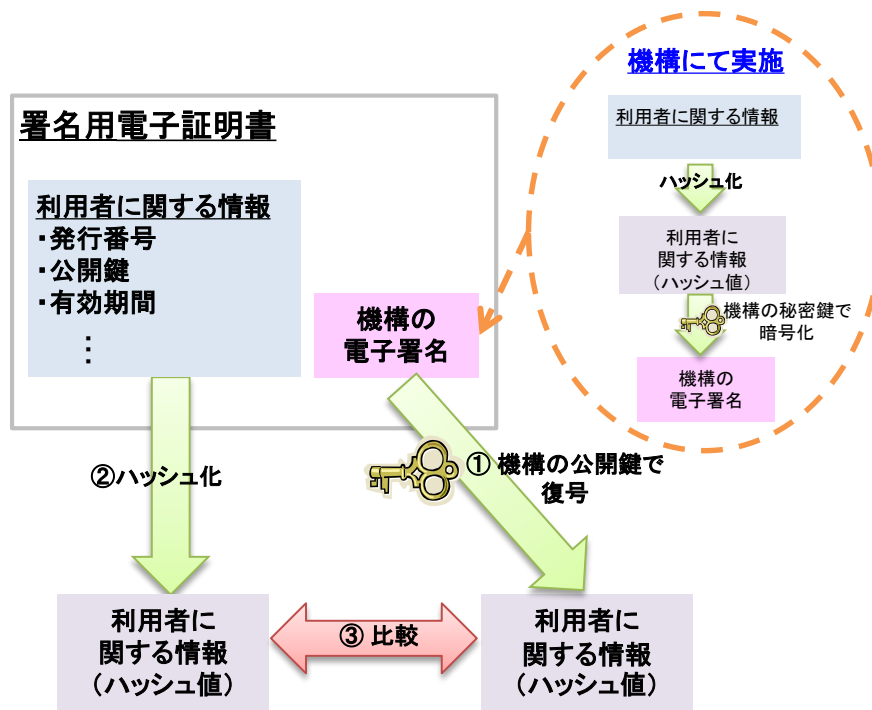 機構にて実施
利用者に関する情報
ハッシュ化
利用者に
関する情報
（ハッシュ値）
機構の秘密鍵で
暗号化
機構の
電子署名
署名用電子証明書
利用者に関する情報
・発行番号
・公開鍵
・有効期間
⋮
機構の
電子署名
②ハッシュ化
① 機構の公開鍵で
復号
利用者に
関する情報
（ハッシュ値）
③ 比較
利用者に
関する情報
（ハッシュ値）